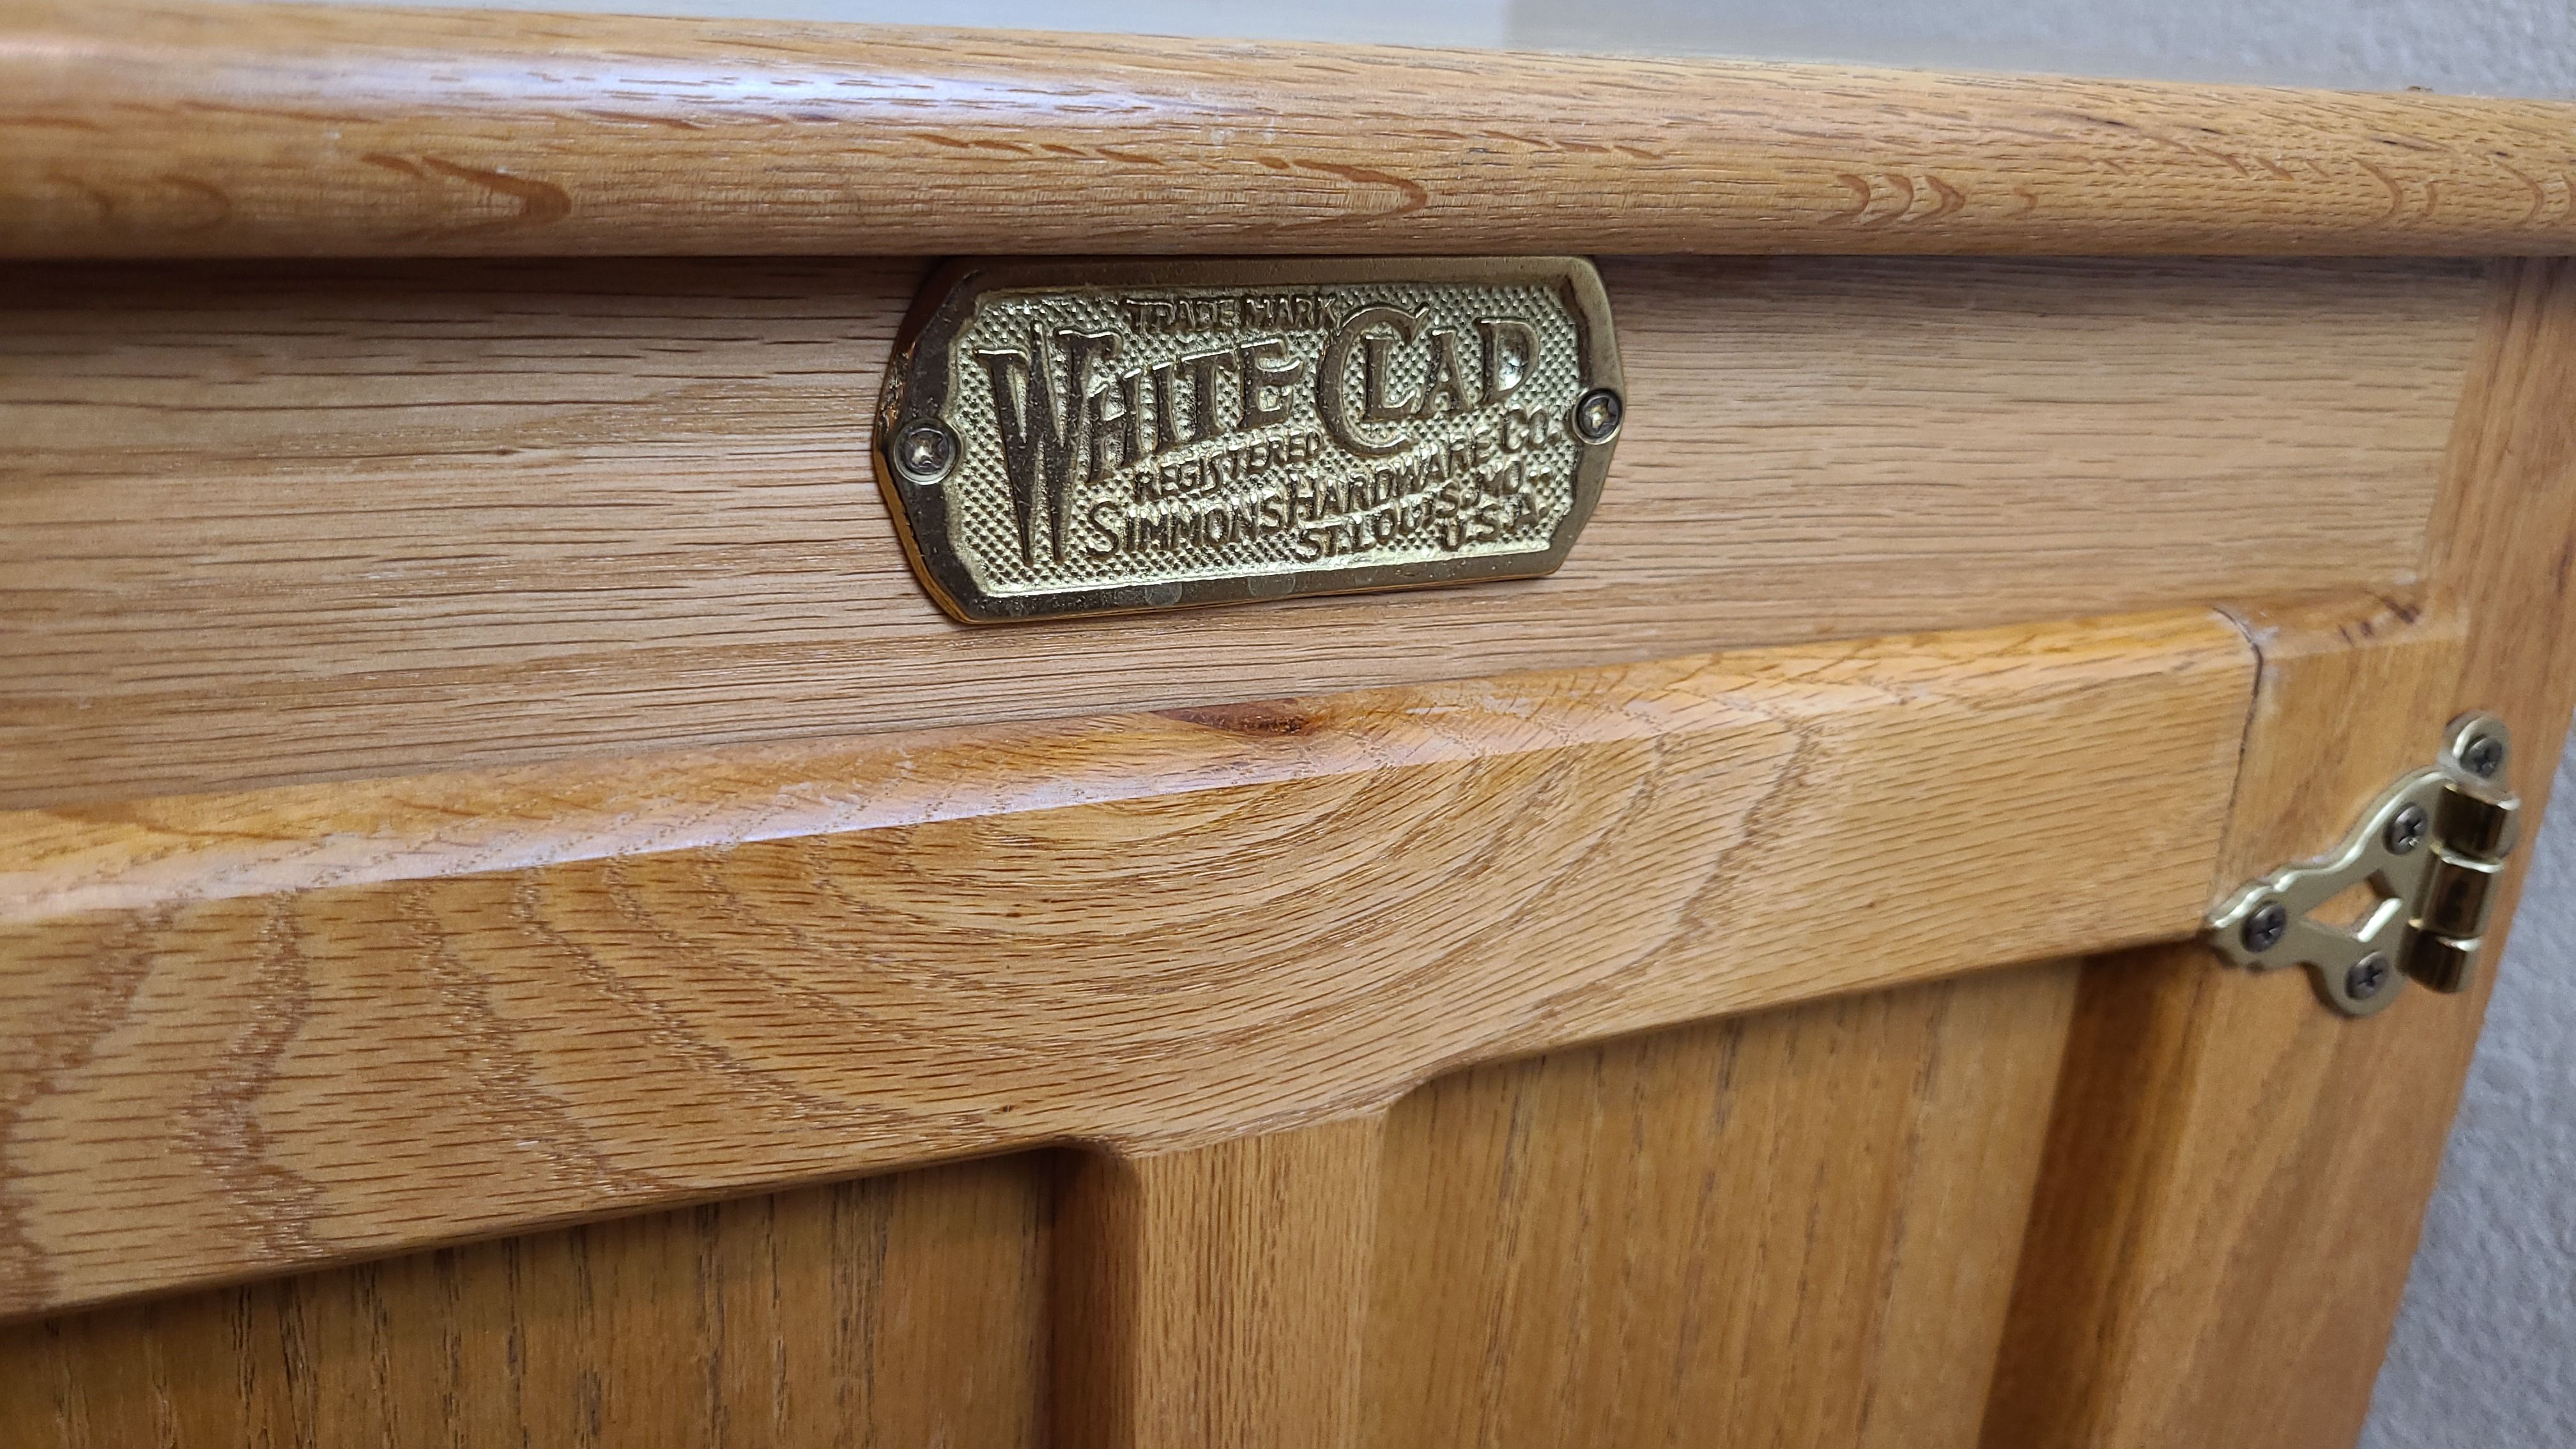 TRADE MARK
WHITE CLAD
REGISTERED
SIMMONS HARDWARE CO.
ST. LOUIS. MO.
U.S.A.